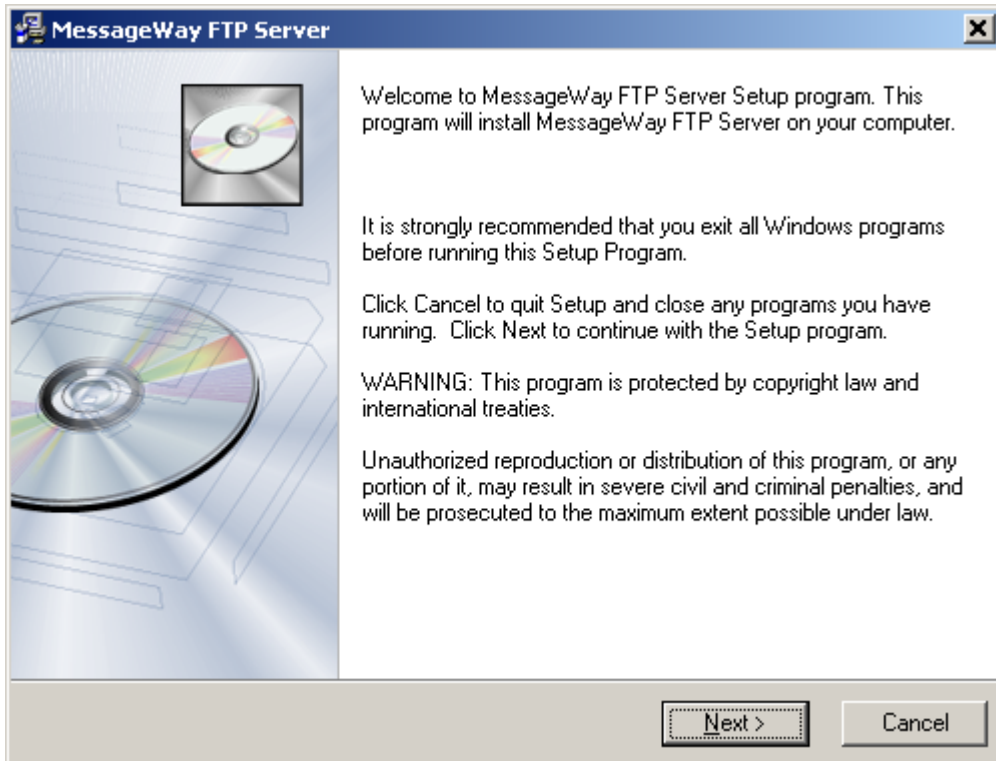 MessageWay FTP Server
Welcome to MessageWay FTP Server Setup program. This
program will install MessageWay FTP Server on your computer.
It is strongly recommended that you exit all Windows programs
before running this Setup Program.
Click Cancel to quit Setup and close any programs you have
running.  Click Next to continue with the Setup program.
WARNING: This program is protected by copyright law and
international treaties.
Unauthorized reproduction or distribution of this program, or any
portion of it, may result in severe civil and criminal penalties, and
will be prosecuted to the maximum extent possible under law.
Next >
Cancel